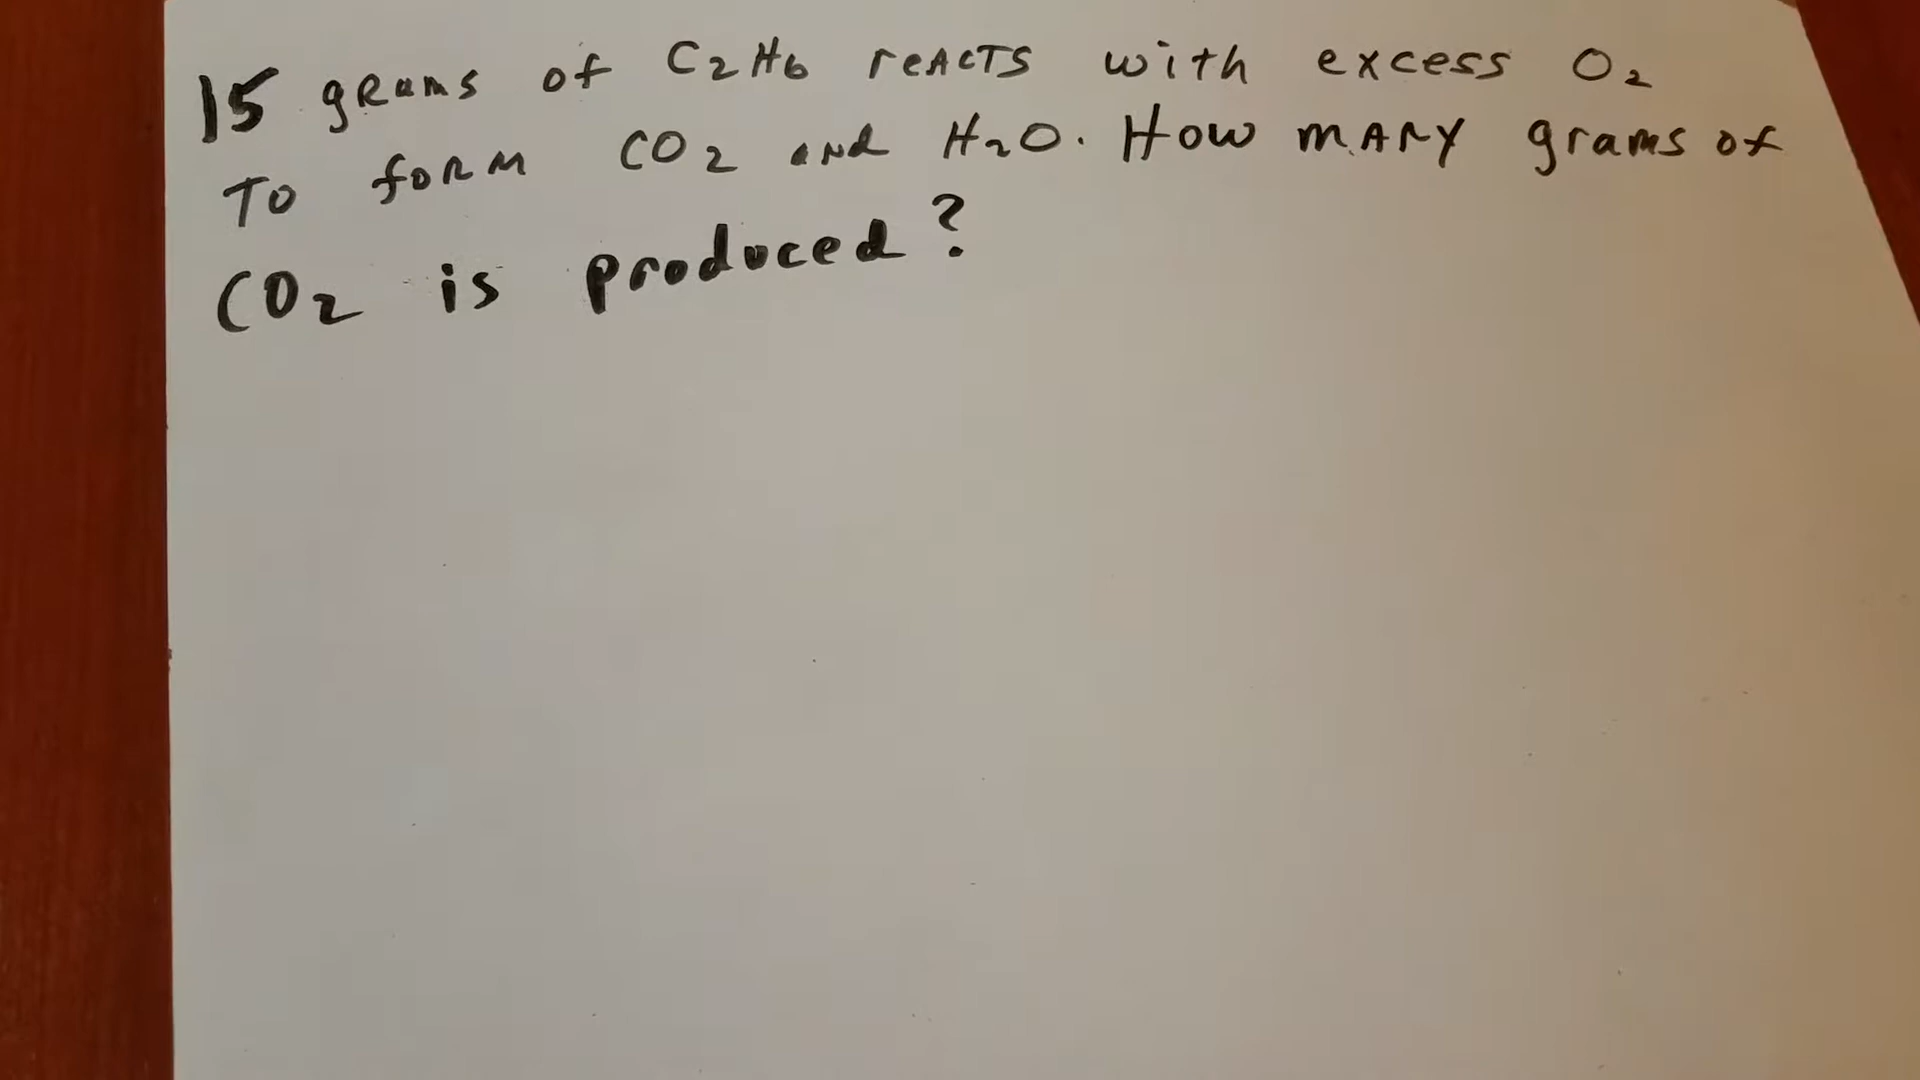 15 grams of C2H6 reacts with excess O2
To form CO2 and H2O. How many grams of
CO2 is produced?